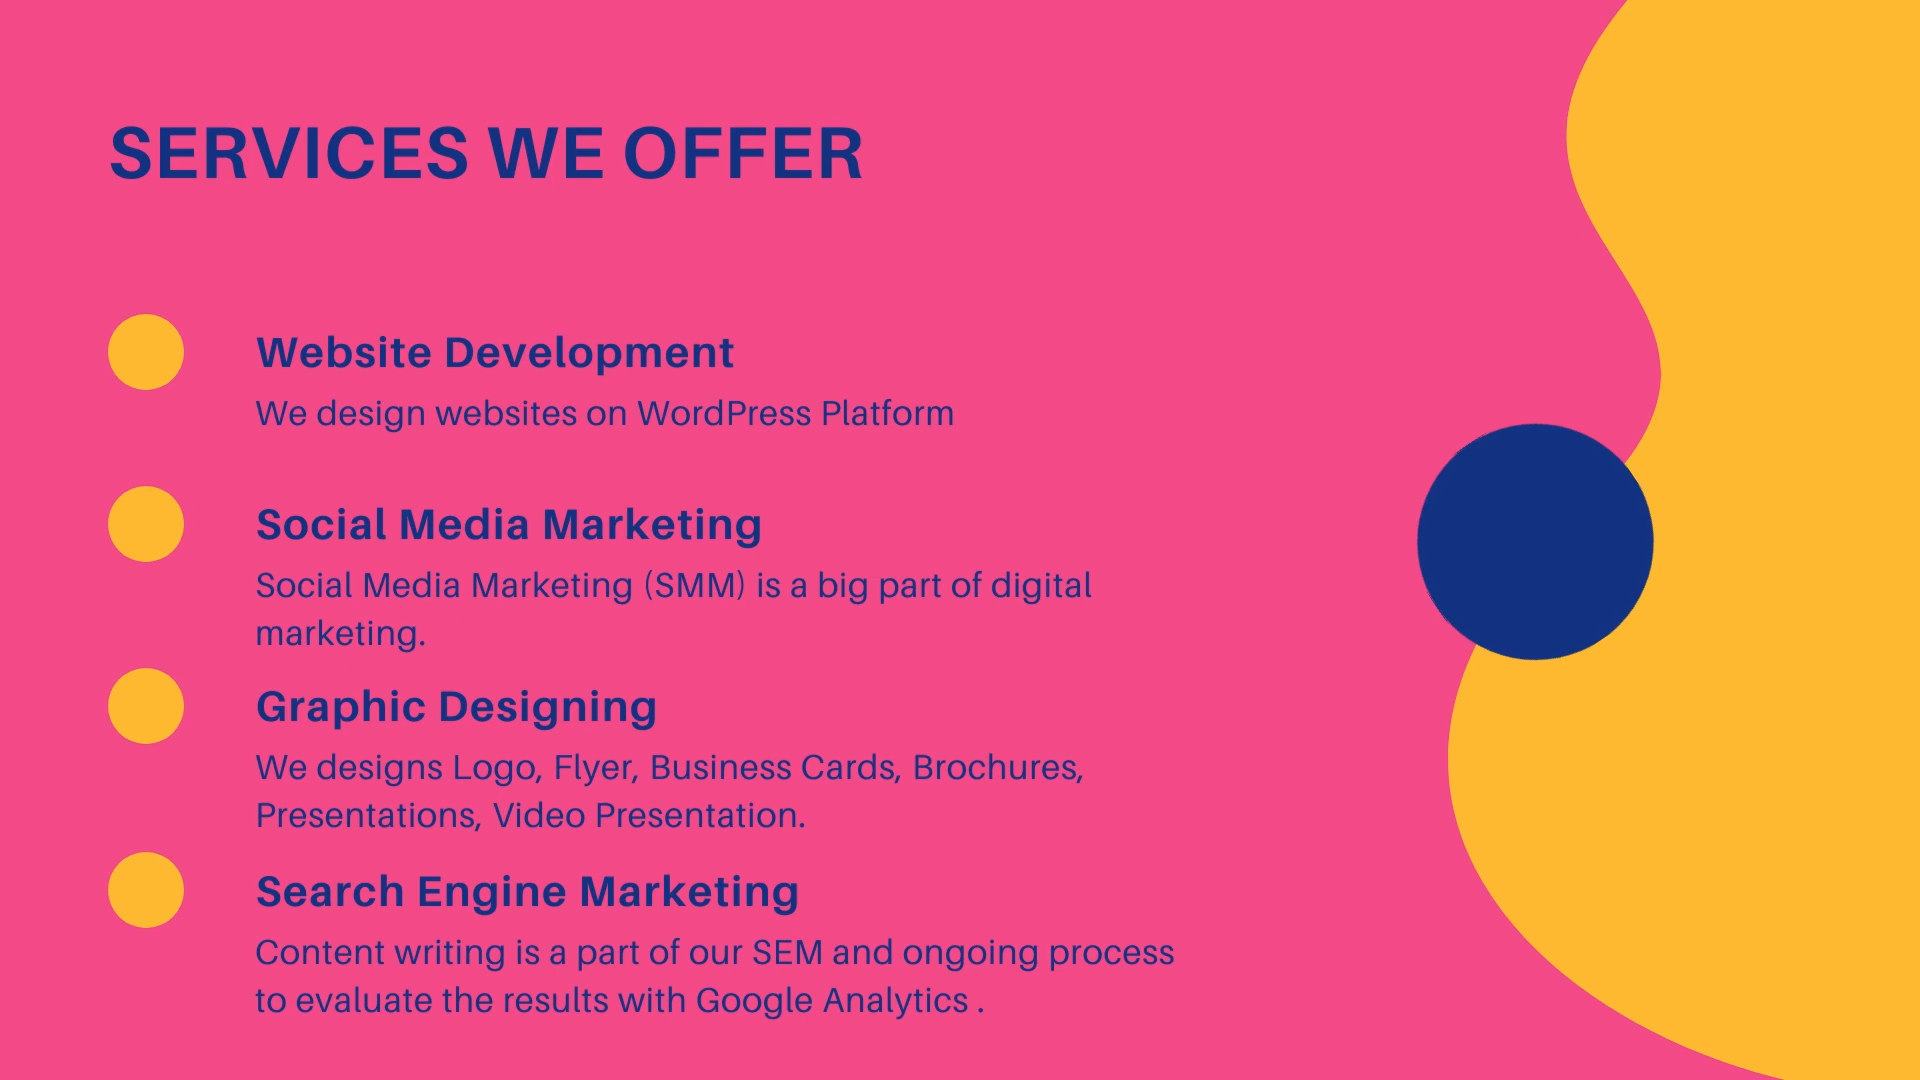 SERVICES WE OFFER
Website Development
We design websites on WordPress Platform
Social Media Marketing
Social Media Marketing (SMM) is a big part of digital
marketing.
Graphic Designing
We designs Logo, Flyer, Business Cards, Brochures,
Presentations, Video Presentation.
Search Engine Marketing
Content writing is a part of our SEM and ongoing process
to evaluate the results with Google Analytics .